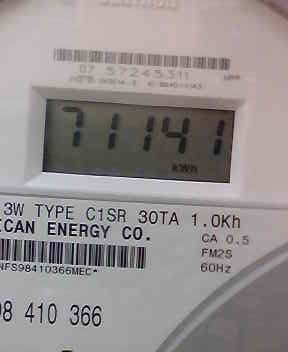 07 57245311
71141
kWh
3W TYPE C1SR 30TA 1.0Kh
ICAN ENERGY CO.
CA 0.5
FM2S
60Hz
NFS98410366MEC*
98 410 366